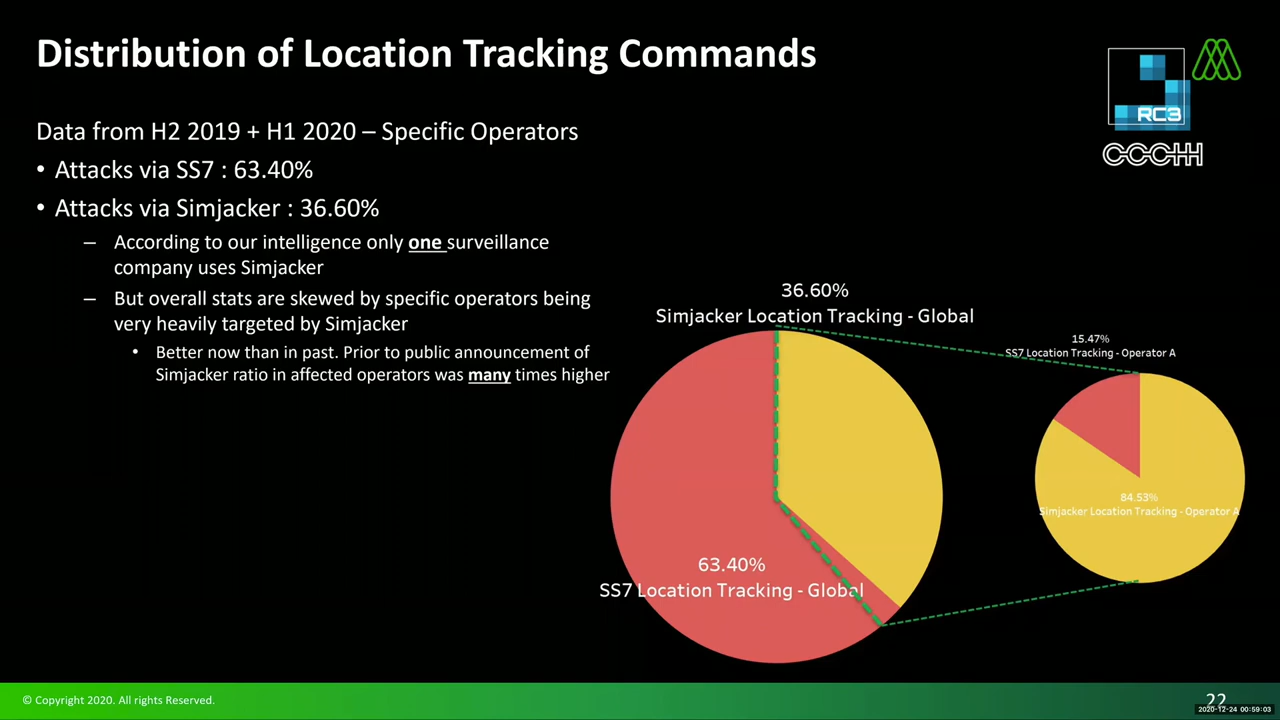 Distribution of Location Tracking Commands
RC3
CCCHH
Data from H2 2019 + H1 2020 – Specific Operators
• Attacks via SS7 : 63.40%
• Attacks via Simjacker : 36.60%
– According to our intelligence only one surveillance
company uses Simjacker
– But overall stats are skewed by specific operators being
very heavily targeted by Simjacker
• Better now than in past. Prior to public announcement of
Simjacker ratio in affected operators was many times higher
36.60%
Simjacker Location Tracking - Global
15.47%
SS7 Location Tracking - Operator A
84.53%
Simjacker Location Tracking - Operator A
63.40%
SS7 Location Tracking - Global
© Copyright 2020. All rights Reserved.
22
2020-12-24 00:59:03